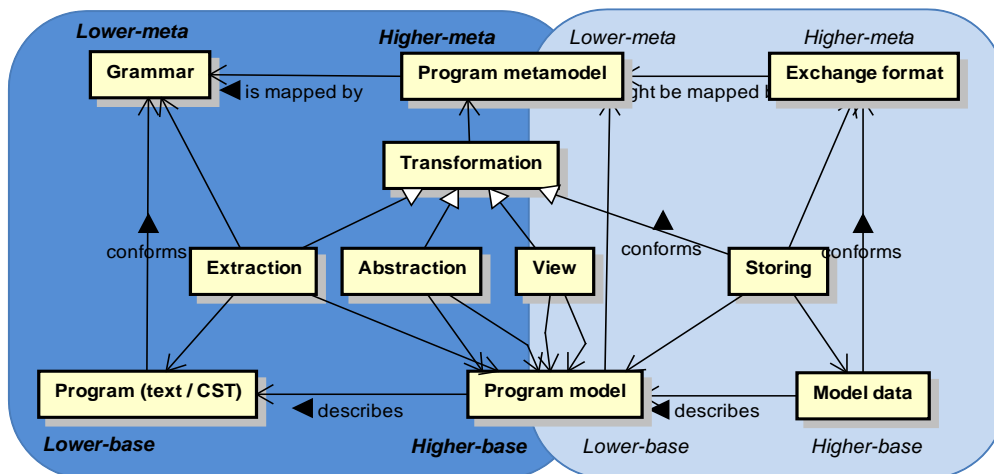 Lower-meta
Higher-meta
Lower-meta
Higher-meta
Grammar
Program metamodel
Exchange format
is mapped by
be mapped
Transformation
conforms
conforms
conforms
Extraction
Abstraction
View
Storing
Program (text / CST)
Program model
Model data
describes
describes
Lower-base
Higher-base
Lower-base
Higher-base